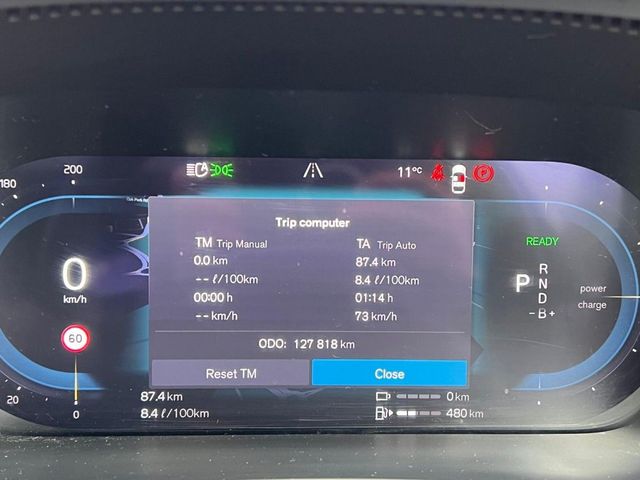 180
200
11°C
P
Trip computer
TM Trip Manual
TA Trip Auto
0.0 km
87.4 km
-- ℓ/100km
8.4 ℓ/100km
00:00 h
01:14 h
-- km/h
73 km/h
ODO: 127 818 km
Reset TM
Close
0
km/h
60
READY
P
R
N
D
- B +
power
charge
20
0
87.4 km
0 km
8.4 ℓ/100km
480 km